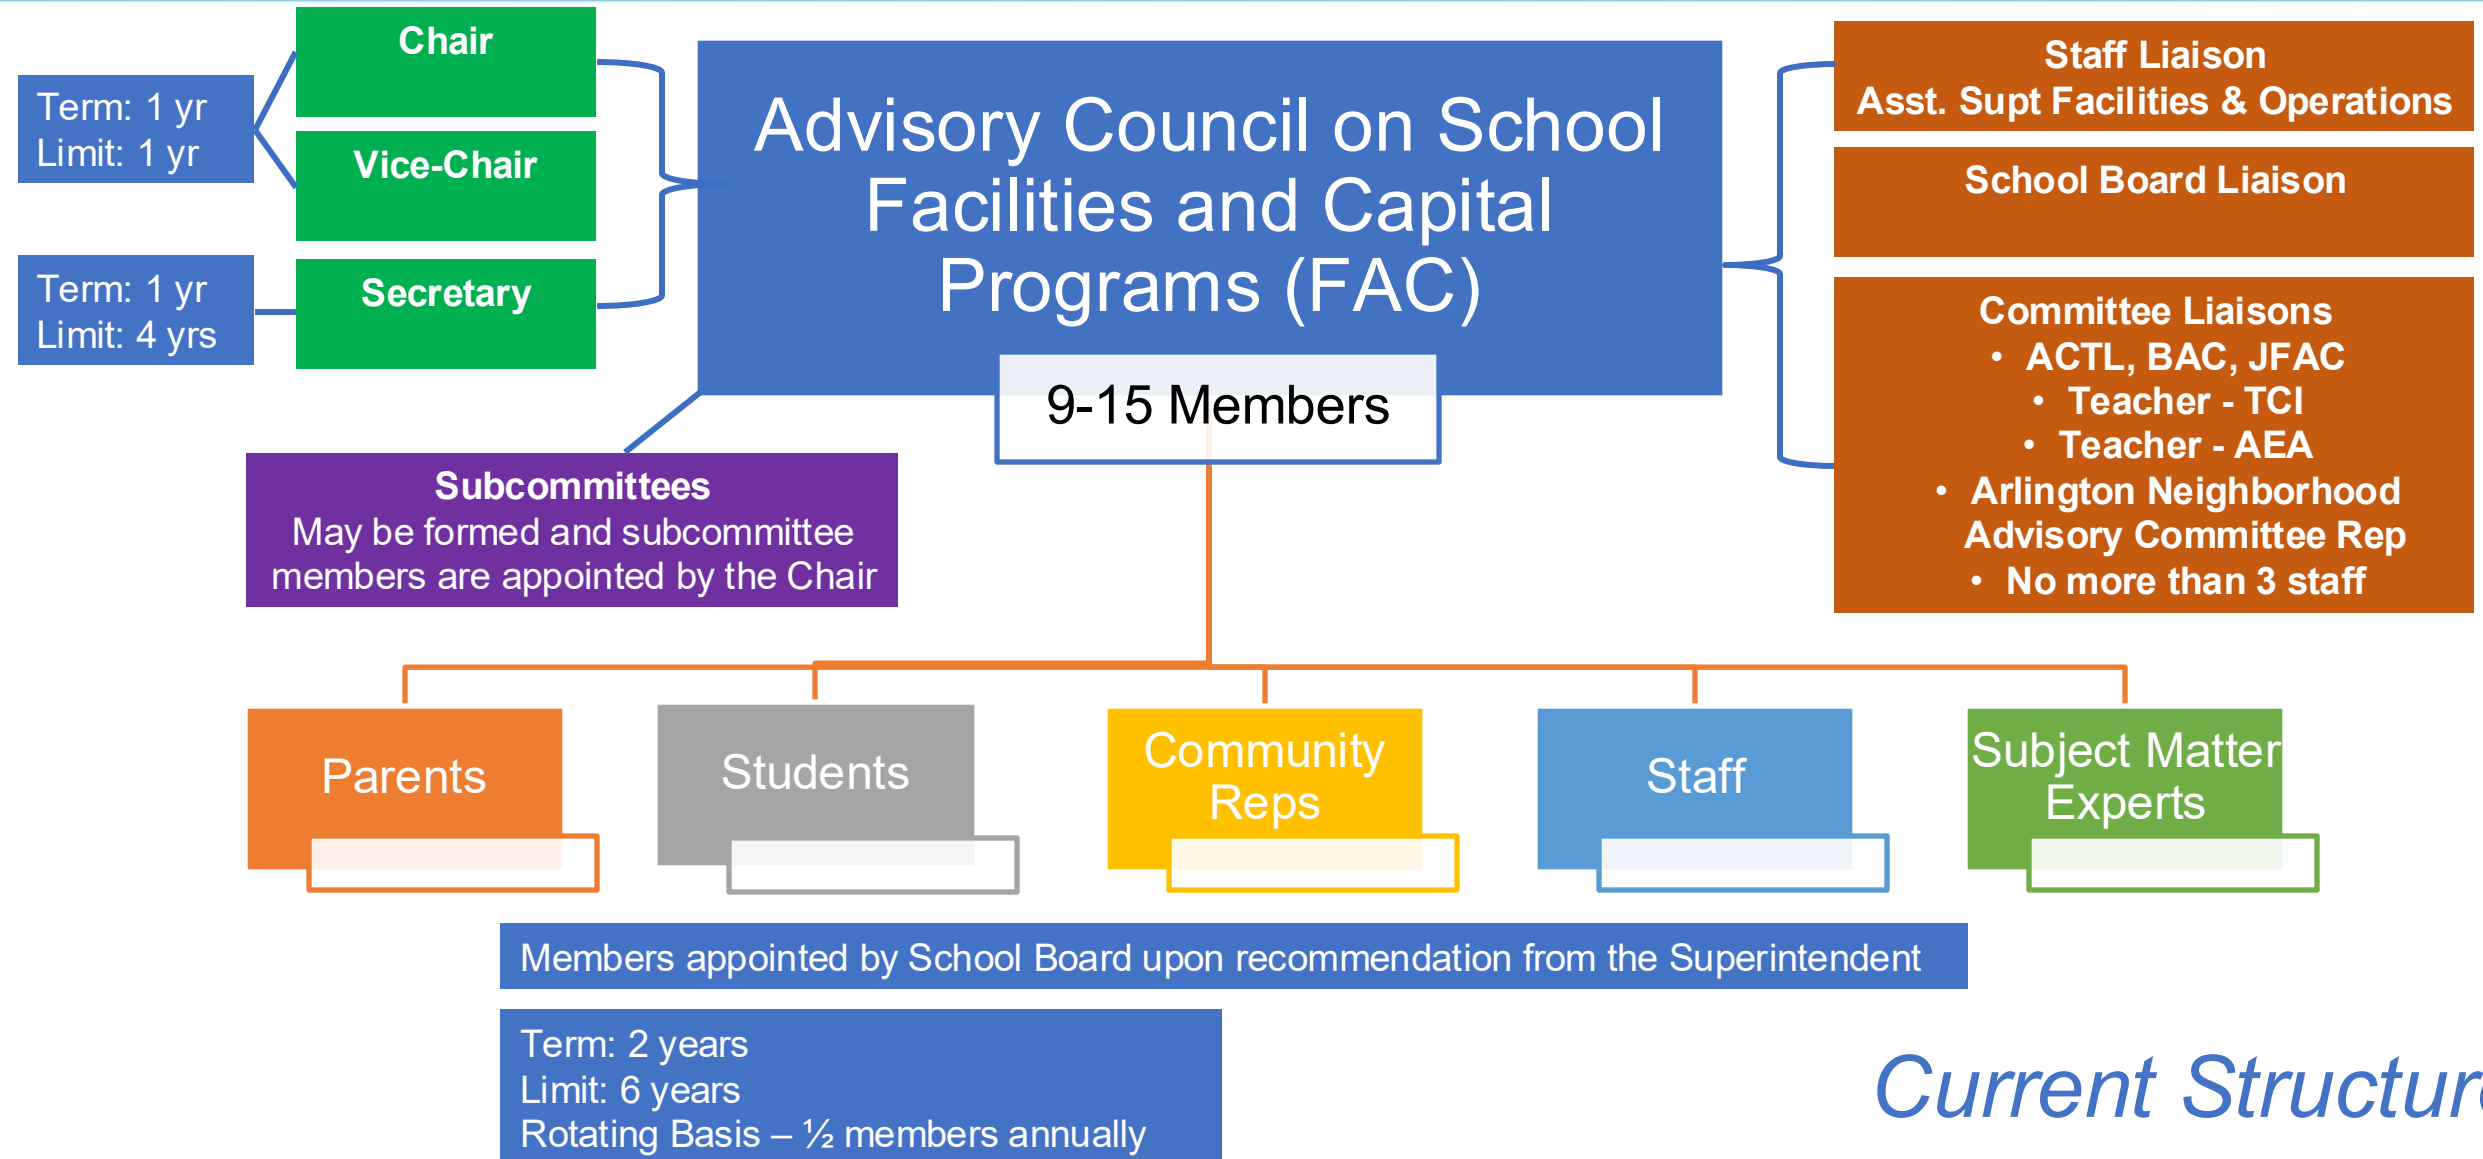 Chair
Term: 1 yr
Limit: 1 yr
Vice-Chair
Term: 1 yr
Limit: 4 yrs
Secretary
Advisory Council on School
Facilities and Capital
Programs (FAC)
9-15 Members
Staff Liaison
Asst. Supt Facilities & Operations
School Board Liaison
Committee Liaisons
• ACTL, BAC, JFAC
• Teacher - TCI
• Teacher - AEA
• Arlington Neighborhood
Advisory Committee Rep
• No more than 3 staff
Subcommittees
May be formed and subcommittee
members are appointed by the Chair
Parents
Students
Community
Reps
Staff
Subject Matter
Experts
Members appointed by School Board upon recommendation from the Superintendent
Term: 2 years
Limit: 6 years
Rotating Basis – ½ members annually
Current Structure